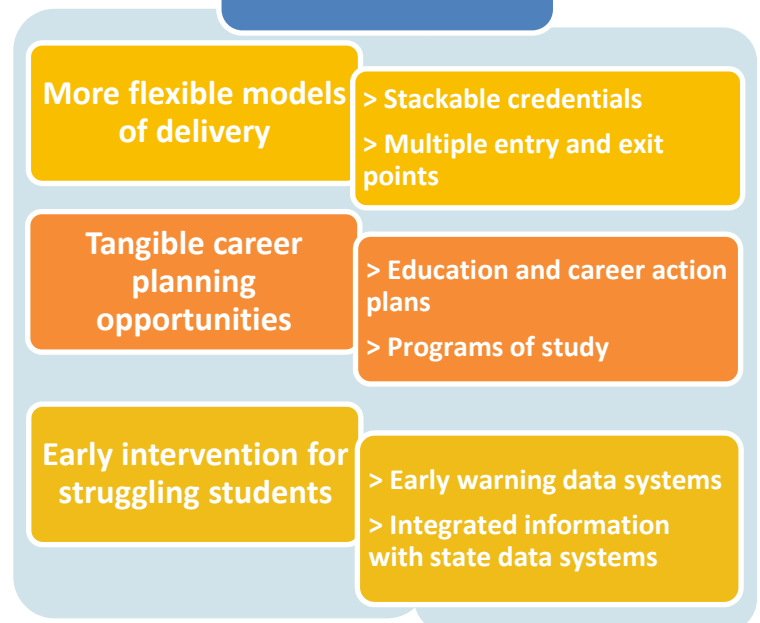 More flexible models
of delivery
> Stackable credentials
> Multiple entry and exit
points
Tangible career
planning
opportunities
> Education and career action
plans
> Programs of study
Early intervention for
struggling students
> Early warning data systems
> Integrated information
with state data systems